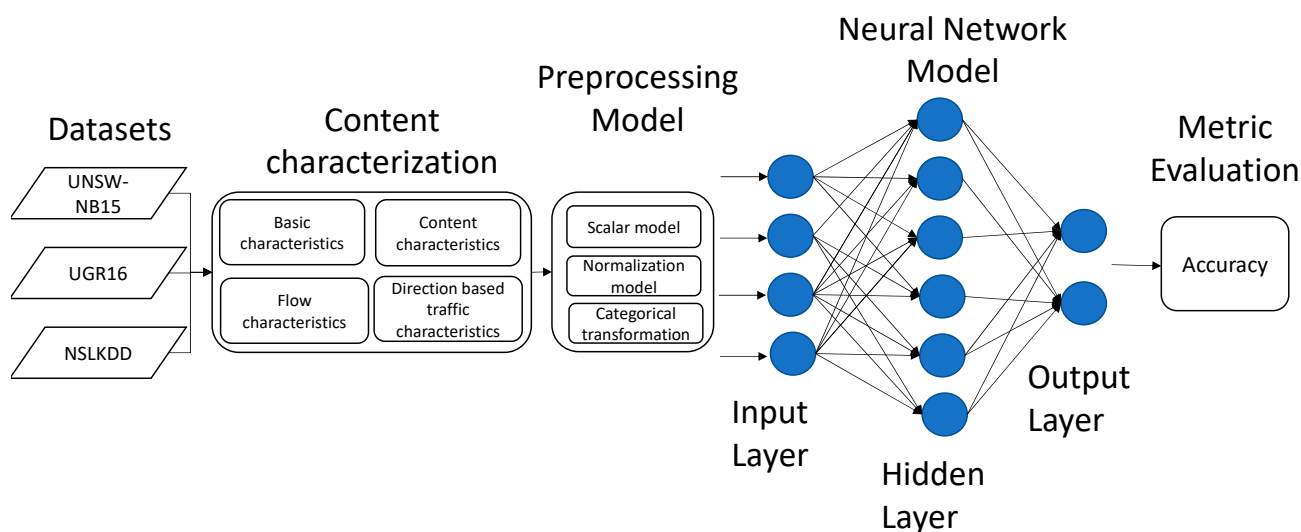 Datasets
UNSW-
NB15
UGR16
NSLKDD
Content
characterization
Basic
characteristics
Content
characteristics
Flow
characteristics
Direction based
traffic
characteristics
Preprocessing
Model
Scalar model
Normalization
model
Categorical
transformation
Neural Network
Model
Input
Layer
Hidden
Layer
Output
Layer
Metric
Evaluation
Accuracy